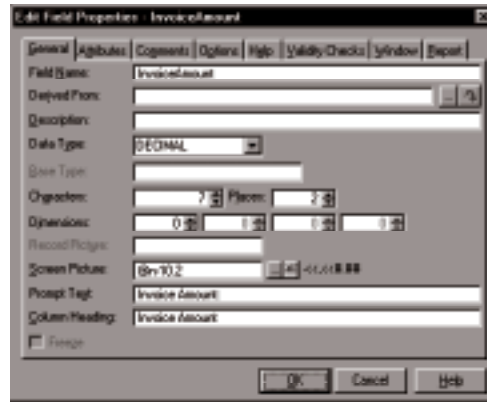 Edit Field Properties - InvoiceAmount
General Attributes Comments Options Help Validity Checks Window Report
Field Name: InvoiceAmount
Derived From: ...
Description:
Data Type: DECIMAL
Base Type:
Characters: 7 Places: 2
Dimensions: 0 0 0 0
Record Picture:
Screen Picture: @n-10.2 ...
Prompt Text: Invoice Amount:
Column Heading: Invoice Amount
Freeze
OK Cancel Help